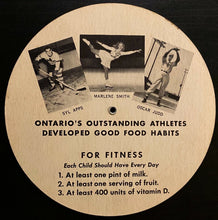 SYL APPS
MARLENE SMITH
OSCAR JUDD
ONTARIO'S OUTSTANDING ATHLETES
DEVELOPED GOOD FOOD HABITS
FOR FITNESS
Each Child Should Have Every Day
1. At least one pint of milk.
2. At least one serving of fruit.
3. At least 400 units of vitamin D.